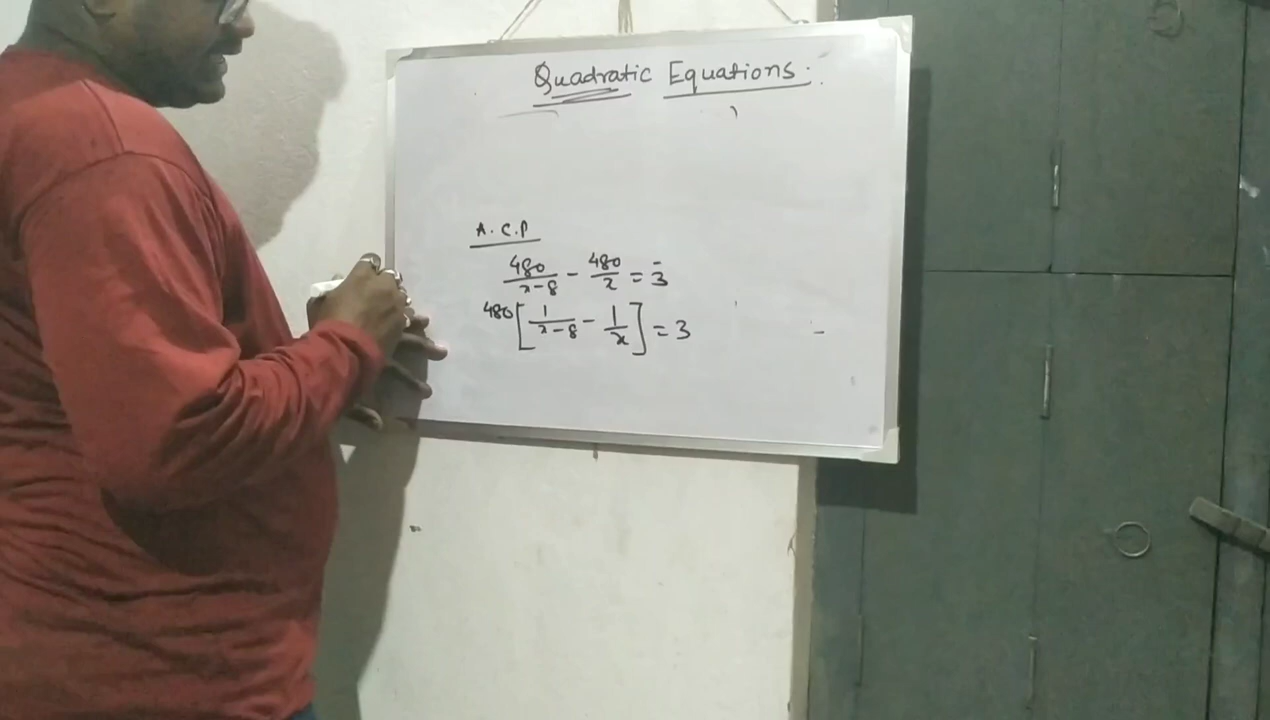 Quadratic Equations.
A.C.P
480/x-8 - 480/x = 3
480[1/x-8 - 1/x] = 3